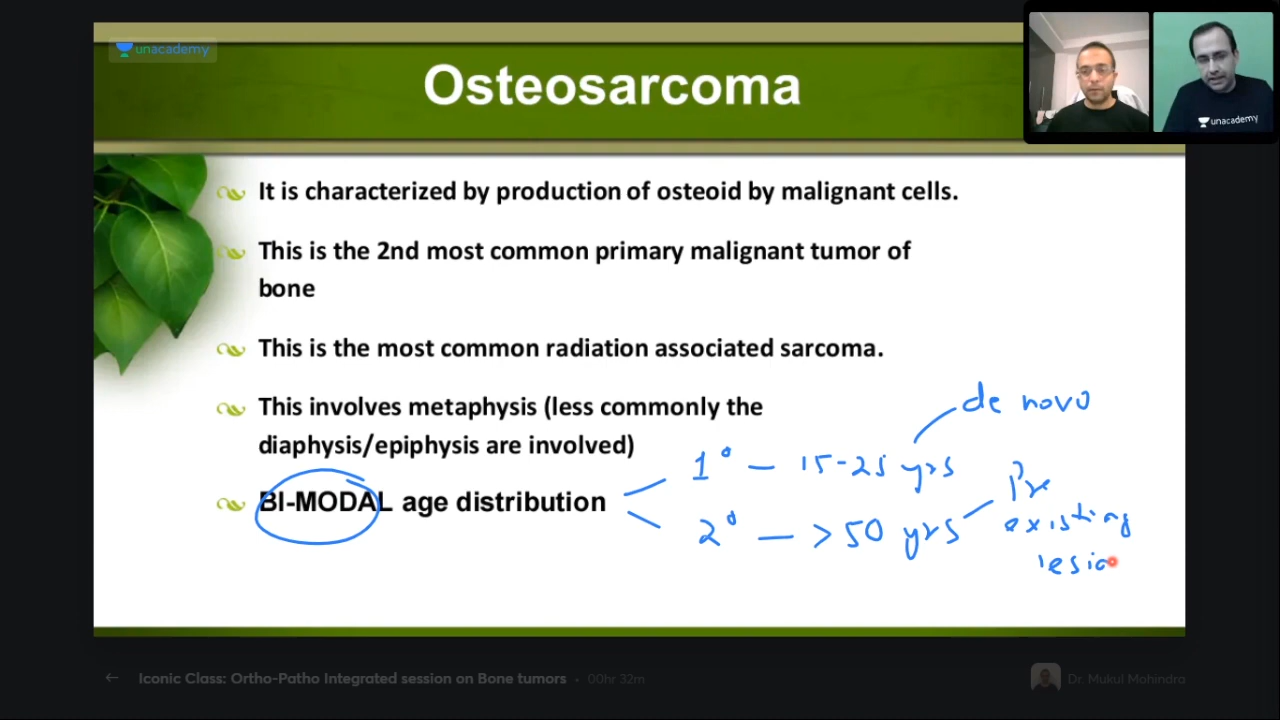 unacademy
Osteosarcoma
unacademy
It is characterized by production of osteoid by malignant cells.
This is the 2nd most common primary malignant tumor of
bone
This is the most common radiation associated sarcoma.
This involves metaphysis (less commonly the
diaphysis/epiphysis are involved)
de novo
1° – 15-25 yrs
BI-MODAL age distribution
2° – >50 yrs
Pre
existing
lesio
Iconic Class: Ortho-Patho Integrated session on Bone tumors • 00hr 32m
Dr. Mukul Mohindra